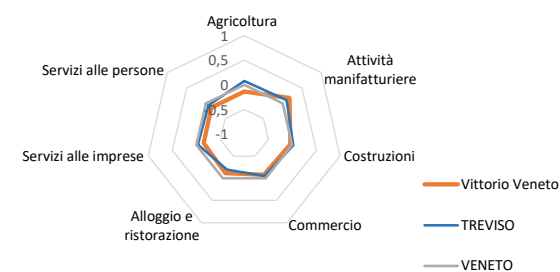 Agricoltura
1
0,5
0
-0,5
-1
Attività
manifatturiere
Costruzioni
Commercio
Alloggio e
ristorazione
Servizi alle imprese
Servizi alle persone
Vittorio Veneto
TREVISO
VENETO